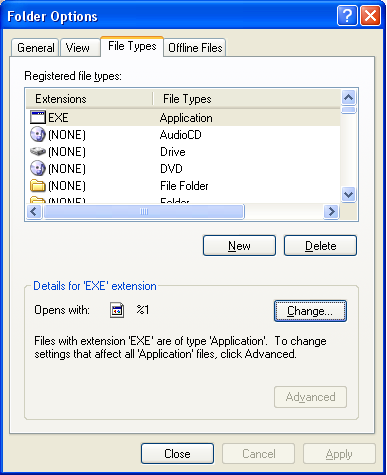 Folder Options
General View File Types Offline Files
Registered file types:
Extensions File Types
EXE Application
(NONE) AudioCD
(NONE) Drive
(NONE) DVD
(NONE) File Folder
(NONE) Folder
New Delete
Details for 'EXE' extension
Opens with: %1 Change...
Files with extension 'EXE' are of type 'Application'. To change
settings that affect all 'Application' files, click Advanced.
Advanced
Close Cancel Apply